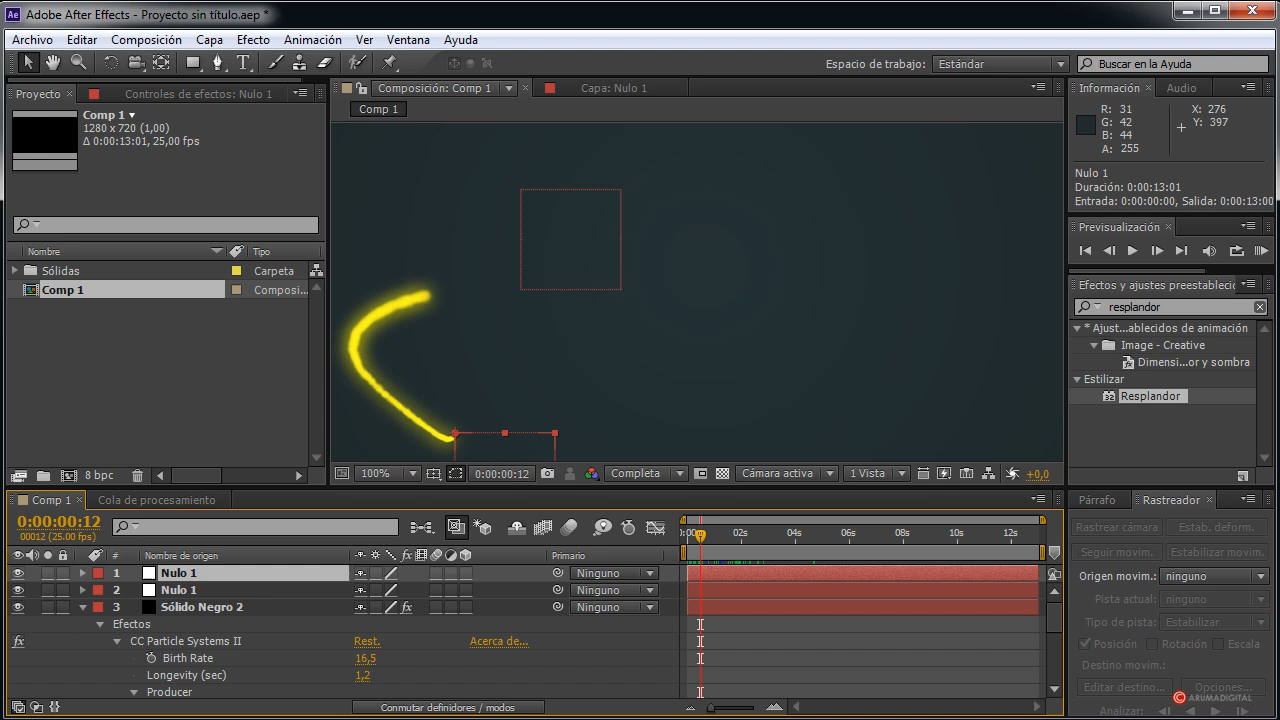 Ae Adobe After Effects - Proyecto sin título.aep *
Archivo Editar Composición Capa Efecto Animación Ver Ventana Ayuda
Espacio de trabajo: Estándar Buscar en la Ayuda
Proyecto Controles de efectos: Nulo 1
Comp 1
1280 x 720 (1,00)
Δ 0:00:13:01, 25,00 fps
Nombre Tipo
Sólidas Carpeta
Comp 1 Composi...
8 bpc
Composición: Comp 1 Capa: Nulo 1
Comp 1
100% 0:00:00:12 Completa Cámara activa 1 Vista +0,0
Información Audio
R: 31 X: 276
G: 42 Y: 397
B: 44
A: 255
Nulo 1
Duración: 0:00:13:01
Entrada: 0:00:00:00, Salida: 0:00:13:00
Previsualización
Efectos y ajustes preestableci
resplandor
* Ajust...ablecidos de animación
Image - Creative
Dimensi...or y sombra
Estilizar
Resplandor
Comp 1 Cola de procesamiento
0:00:00:12
00012 (25.00 fps)
02s 04s 06s 08s 10s 12s
# Nombre de origen fx Primario
1 Nulo 1 Ninguno
2 Nulo 1 Ninguno
3 Sólido Negro 2 fx Ninguno
Efectos
fx CC Particle Systems II Rest. Acerca de...
Birth Rate 16,5
Longevity (sec) 1,2
Producer
Conmutar definidores / modos
Párrafo Rastreador
Rastrear cámara Estab. deform.
Seguir movim. Estabilizar movim.
Origen movim.: ninguno
Pista actual: ninguno
Tipo de pista: Estabilizar
Posición Rotación Escala
Destino movim.:
Editar destino... Opciones...
Analizar:
© ARUMADIGITAL